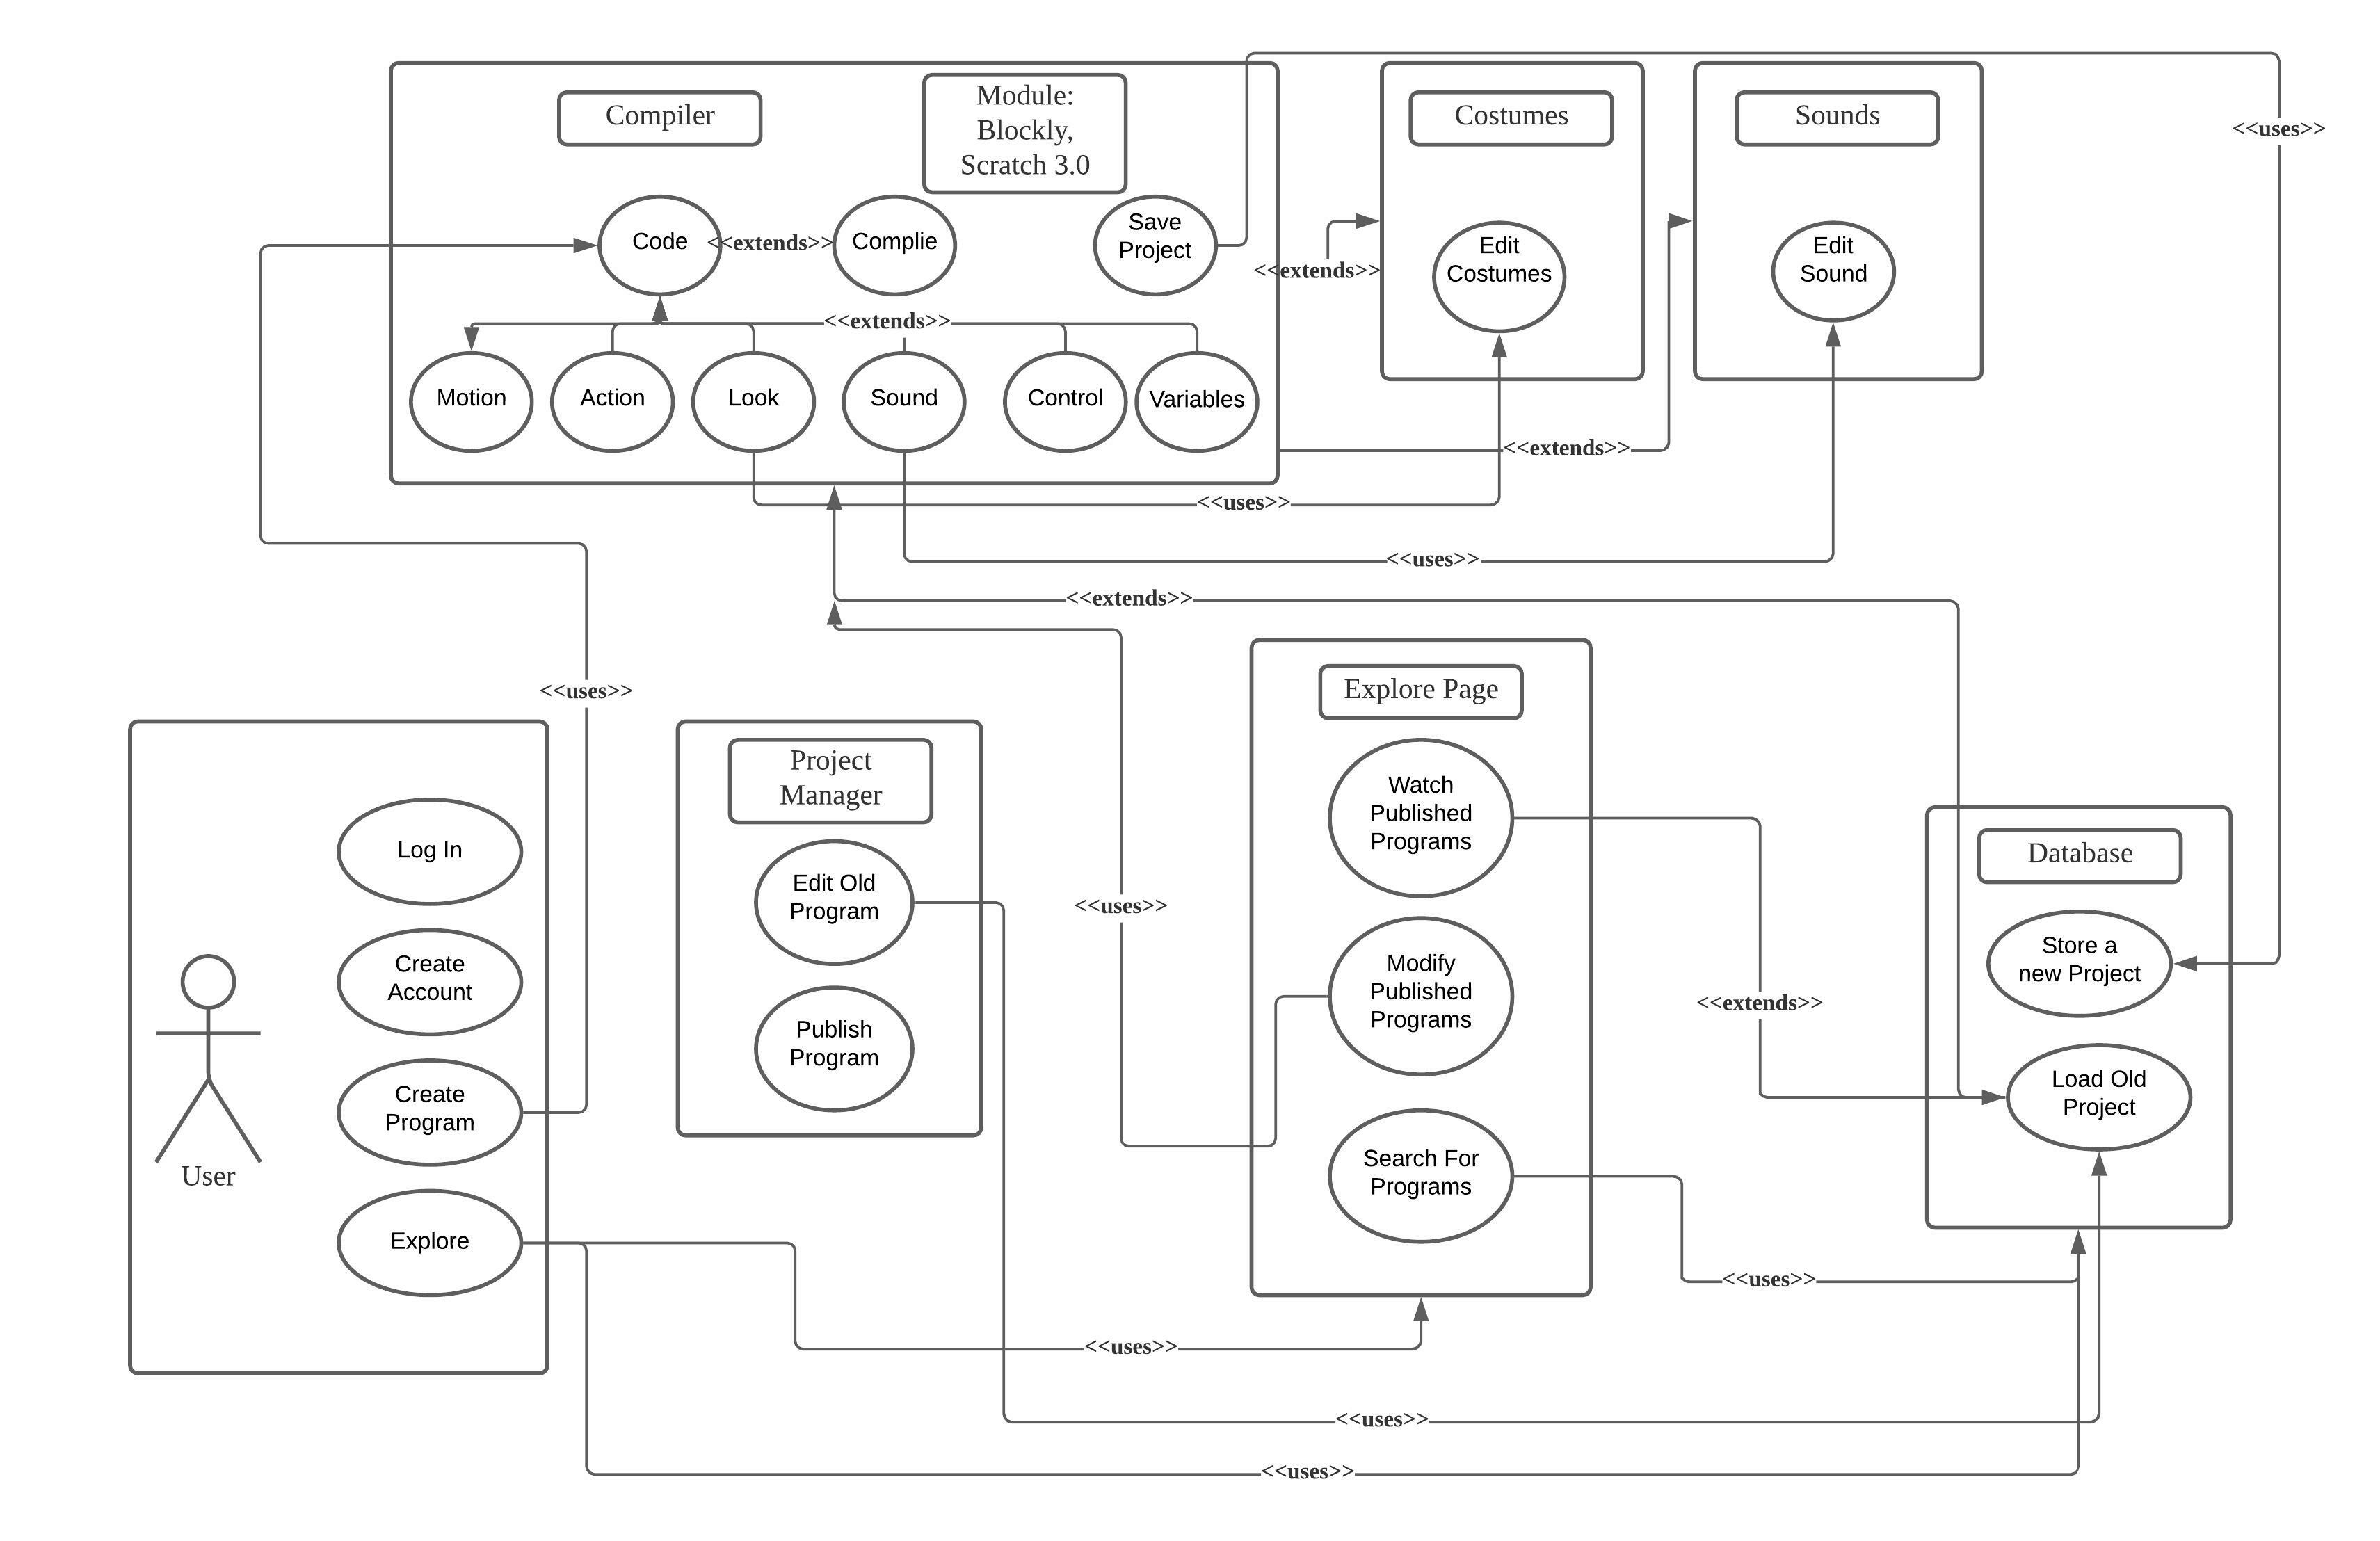 Compiler
Module:
Blockly,
Scratch 3.0
Costumes
Sounds
<<uses>>
Code
<<extends>>
Complie
Save
Project
<<extends>>
Edit
Costumes
Edit
Sound
<<extends>>
Motion
Action
Look
Sound
Control
Variables
<<extends>>
<<uses>>
<<uses>>
<<extends>>
<<uses>>
User
Log In
Create
Account
Create
Program
Explore
Project
Manager
Edit Old
Program
Publish
Program
<<uses>>
Explore Page
Watch
Published
Programs
Modify
Published
Programs
Search For
Programs
<<extends>>
Database
Store a
new Project
Load Old
Project
<<uses>>
<<uses>>
<<uses>>
<<uses>>